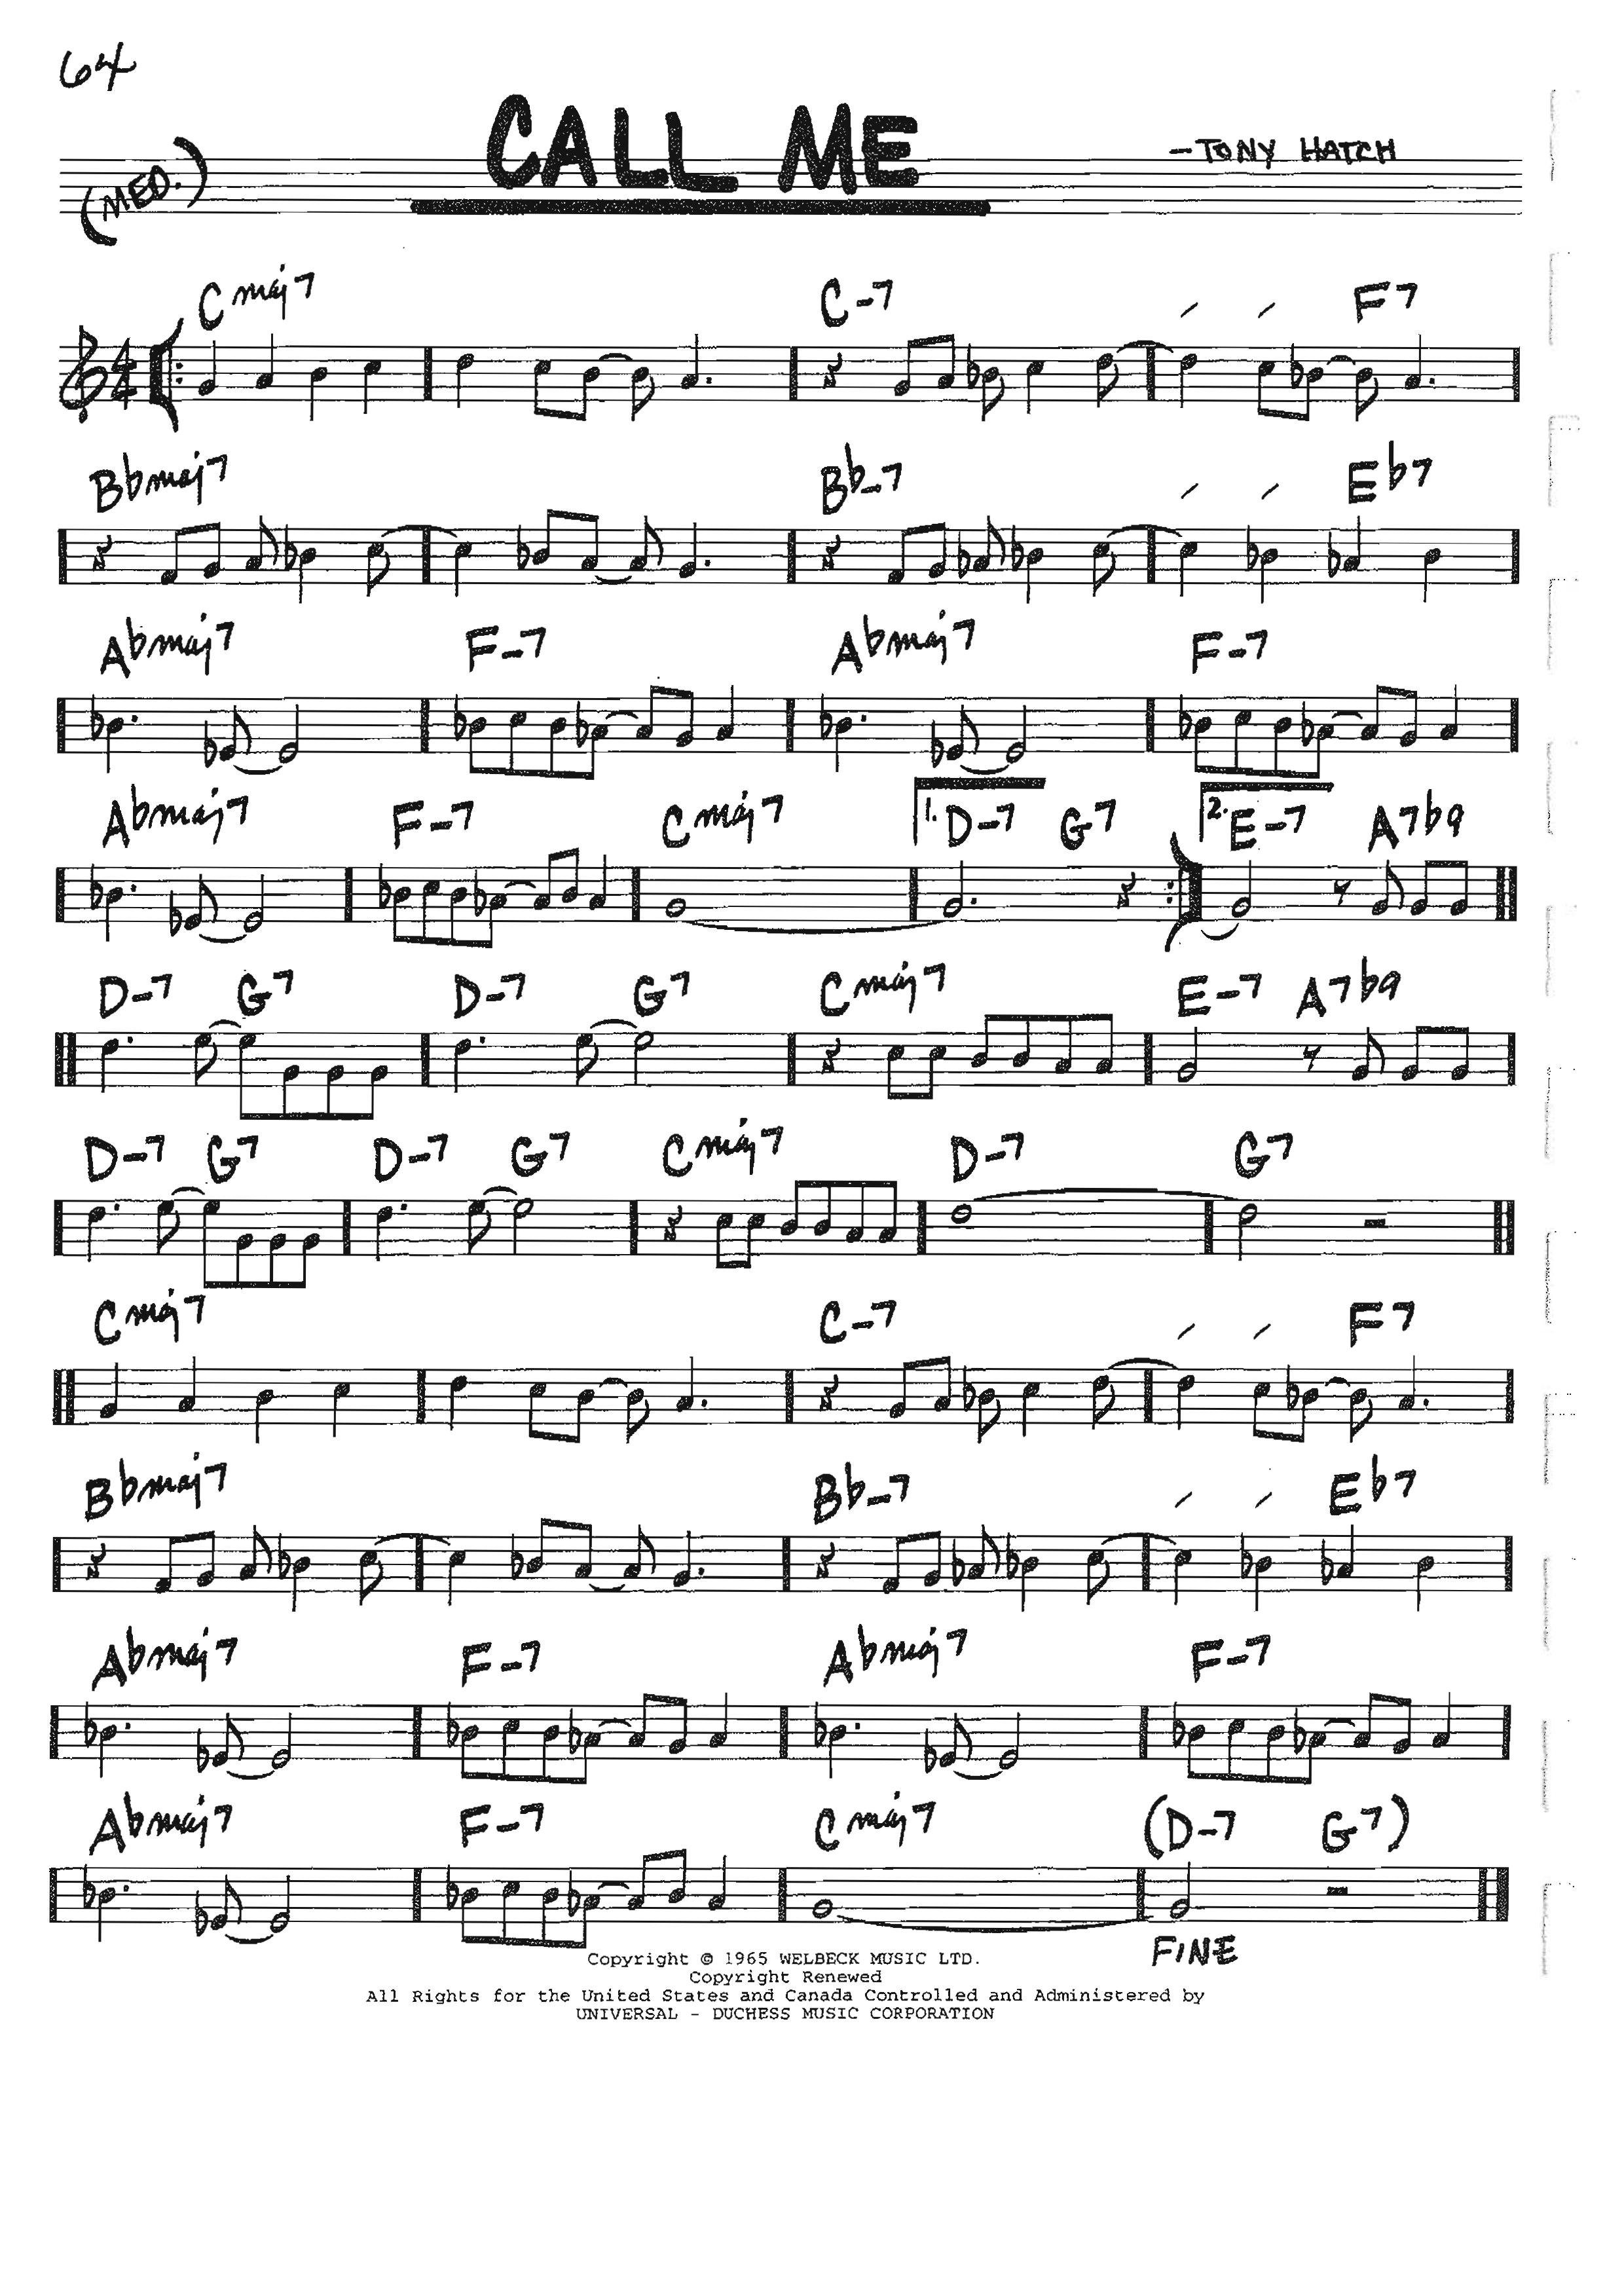 64
CALL ME
- TONY HATCH
(MED.)
Cmaj7 C-7 F7
Bbmaj7 Bb-7 Eb7
Abmaj7 F-7 Abmaj7 F-7
Abmaj7 F-7 Cmaj7 1. D-7 G7 2. E-7 A7b9
D-7 G7 D-7 G7 Cmaj7 E-7 A7b9
D-7 G7 D-7 G7 Cmaj7 D-7 G7
Cmaj7 C-7 F7
Bbmaj7 Bb-7 Eb7
Abmaj7 F-7 Abmaj7 F-7
Abmaj7 F-7 Cmaj7 (D-7 G7)
FINE
Copyright © 1965 WELBECK MUSIC LTD.
Copyright Renewed
All Rights for the United States and Canada Controlled and Administered by
UNIVERSAL - DUCHESS MUSIC CORPORATION